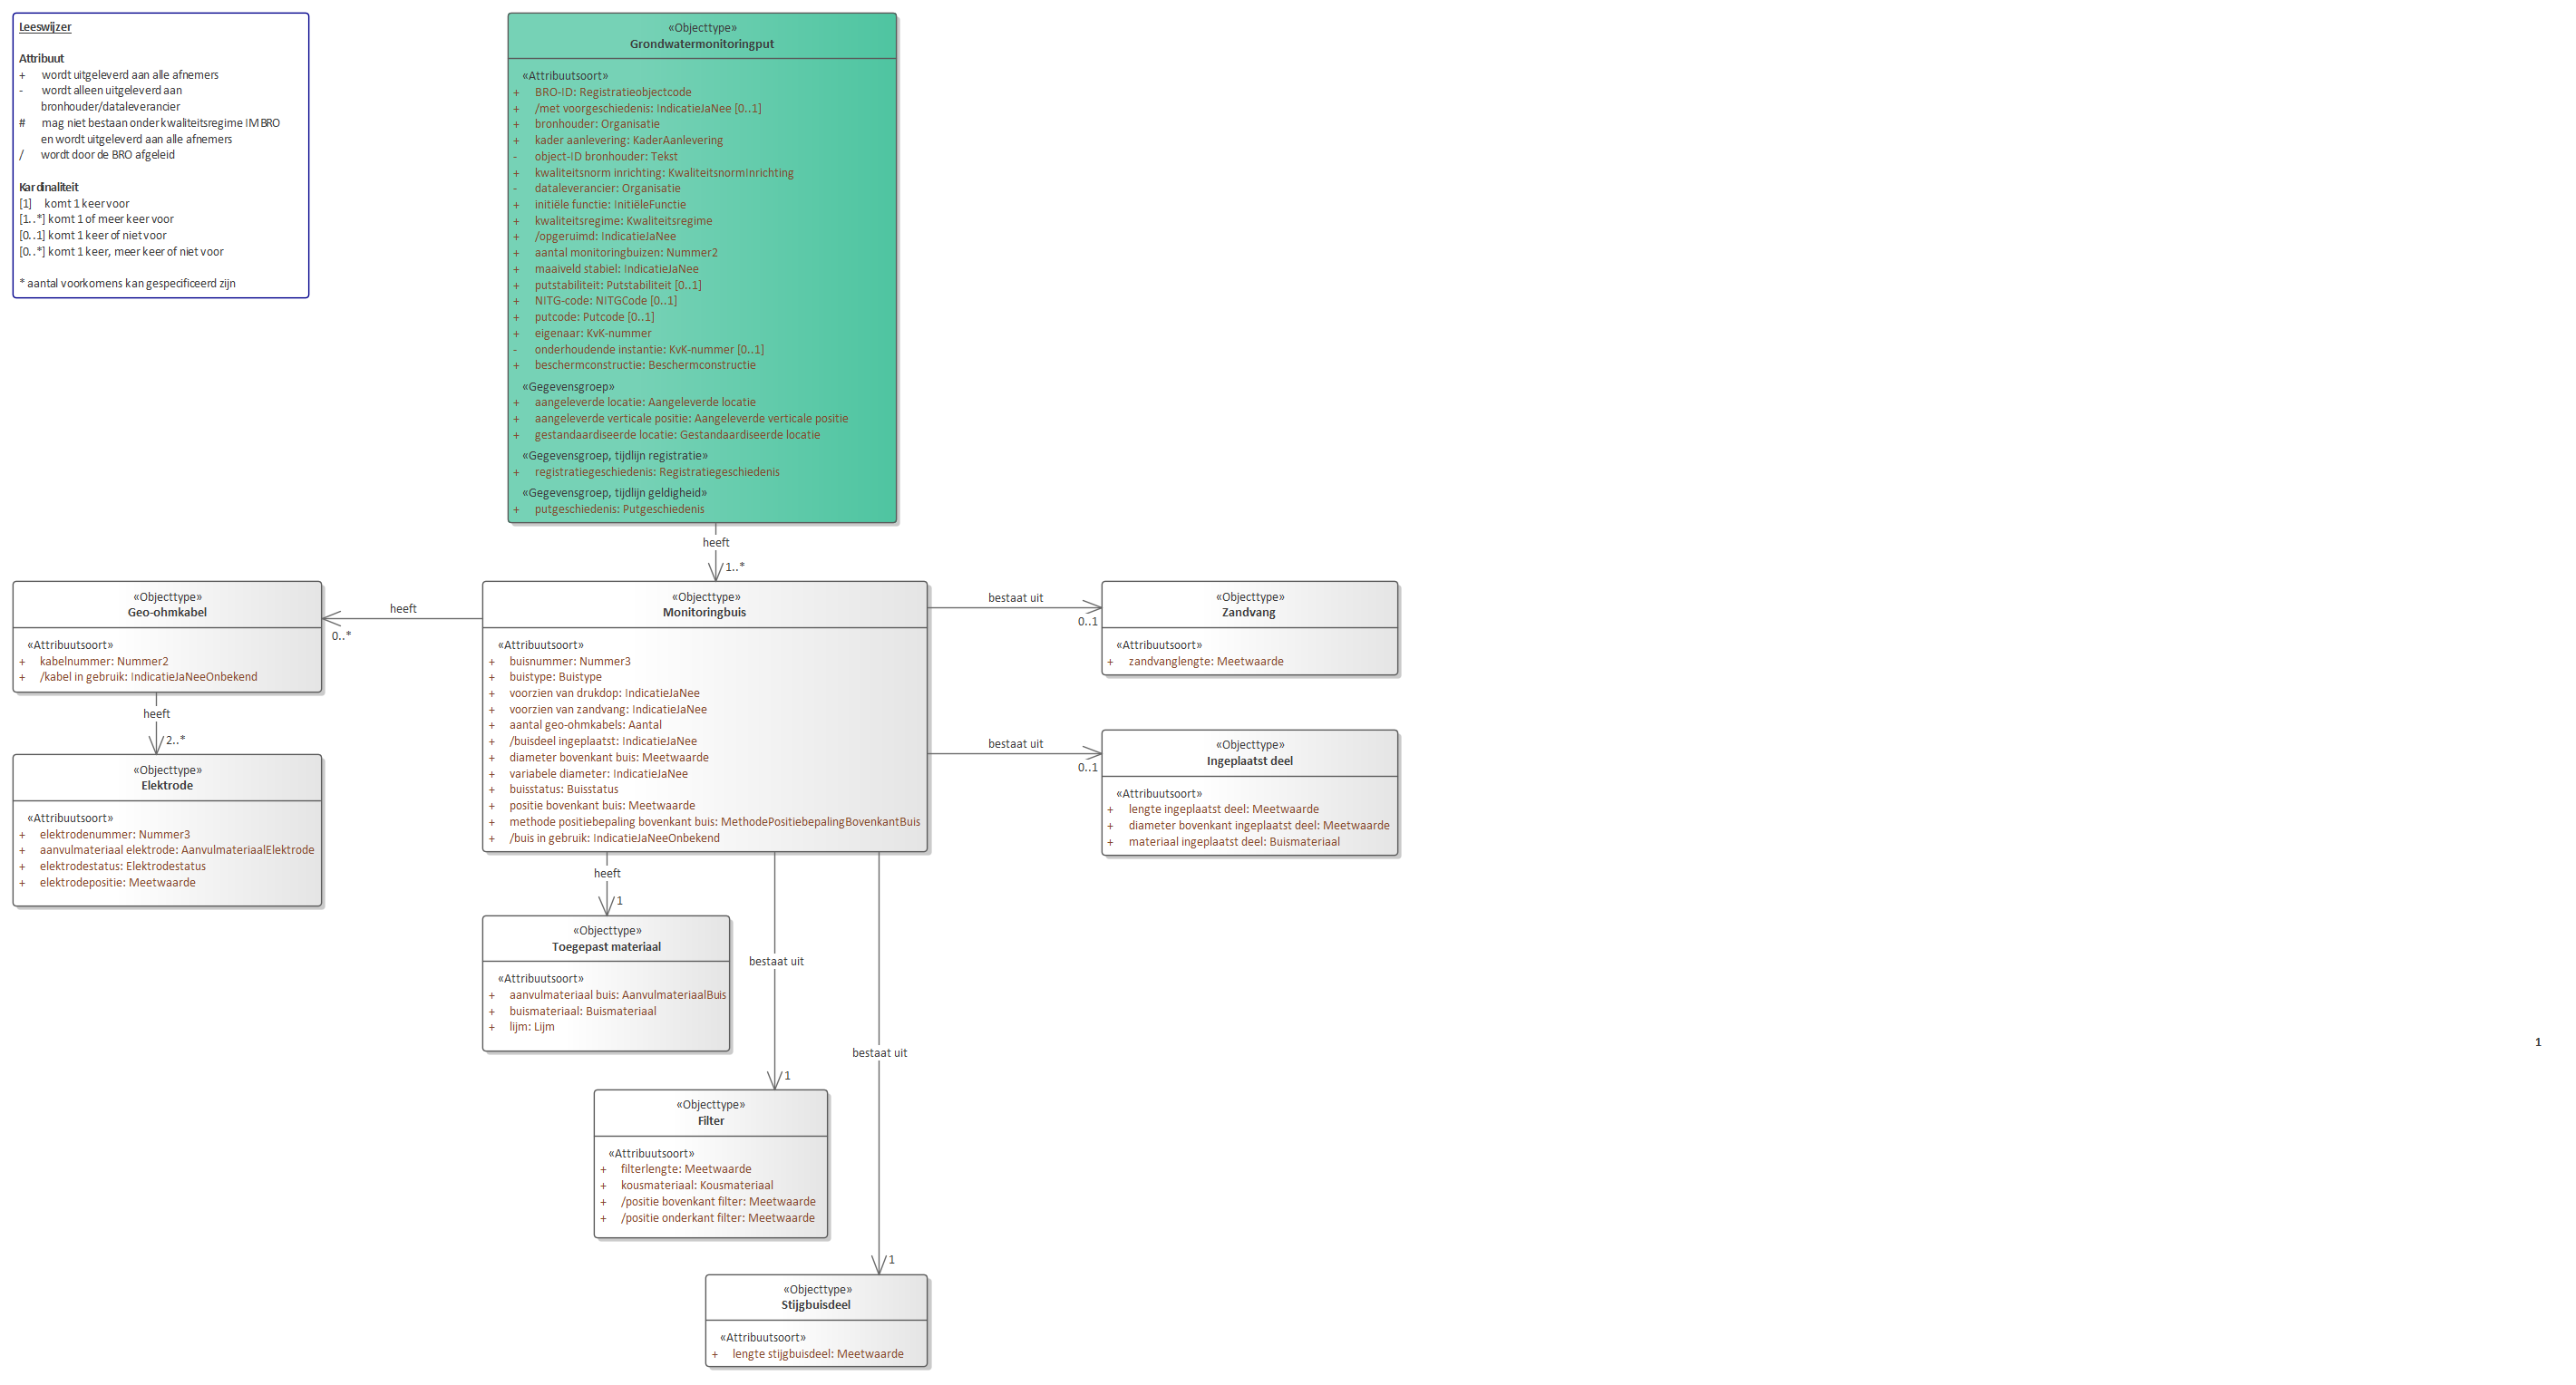 Leeswijzer
Attribuut
+ wordt uitgeleverd aan alle afnemers
- wordt alleen uitgeleverd aan
bronhouder/dataleverancier
# mag niet bestaan onder kwaliteitsregime IMBRO
en wordt uitgeleverd aan alle afnemers
/ wordt door de BRO afgeleid
Kardinaliteit
[1] komt 1 keer voor
[1..*] komt 1 of meer keer voor
[0..1] komt 1 keer of niet voor
[0..*] komt 1 keer, meer keer of niet voor
* aantal voorkomens kan gespecificeerd zijn
«Objecttype»
Grondwatermonitoringput
«Attribuutsoort»
+ BRO-ID: Registratieobjectcode
+ /met voorgeschiedenis: IndicatieJaNee [0..1]
+ bronhouder: Organisatie
+ kader aanlevering: KaderAanlevering
- object-ID bronhouder: Tekst
+ kwaliteitsnorm inrichting: KwaliteitsnormInrichting
- dataleverancier: Organisatie
+ initiële functie: InitiëleFunctie
+ kwaliteitsregime: Kwaliteitsregime
+ /opgeruimd: IndicatieJaNee
+ aantal monitoringbuizen: Nummer2
+ maaiveld stabiel: IndicatieJaNee
+ putstabiliteit: Putstabiliteit [0..1]
+ NITG-code: NITGCode [0..1]
+ putcode: Putcode [0..1]
+ eigenaar: KvK-nummer
- onderhoudende instantie: KvK-nummer [0..1]
+ beschermconstructie: Beschermconstructie
«Gegevensgroep»
+ aangeleverde locatie: Aangeleverde locatie
+ aangeleverde verticale positie: Aangeleverde verticale positie
+ gestandaardiseerde locatie: Gestandaardiseerde locatie
«Gegevensgroep, tijdlijn registratie»
+ registratiegeschiedenis: Registratiegeschiedenis
«Gegevensgroep, tijdlijn geldigheid»
+ putgeschiedenis: Putgeschiedenis
heeft
1..*
«Objecttype»
Geo-ohmkabel
«Attribuutsoort»
+ kabelnummer: Nummer2
+ /kabel in gebruik: IndicatieJaNeeOnbekend
heeft
0..*
«Objecttype»
Monitoringbuis
«Attribuutsoort»
+ buisnummer: Nummer3
+ buistype: Buistype
+ voorzien van drukdop: IndicatieJaNee
+ voorzien van zandvang: IndicatieJaNee
+ aantal geo-ohmkabels: Aantal
+ /buisdeel ingeplaatst: IndicatieJaNee
+ diameter bovenkant buis: Meetwaarde
+ variabele diameter: IndicatieJaNee
+ buisstatus: Buisstatus
+ positie bovenkant buis: Meetwaarde
+ methode positiebepaling bovenkant buis: MethodePositiebepalingBovenkantBuis
+ /buis in gebruik: IndicatieJaNeeOnbekend
bestaat uit
0..1
«Objecttype»
Zandvang
«Attribuutsoort»
+ zandvanglengte: Meetwaarde
bestaat uit
0..1
«Objecttype»
Ingeplaatst deel
«Attribuutsoort»
+ lengte ingeplaatst deel: Meetwaarde
+ diameter bovenkant ingeplaatst deel: Meetwaarde
+ materiaal ingeplaatst deel: Buismateriaal
heeft
2..*
«Objecttype»
Elektrode
«Attribuutsoort»
+ elektrodenummer: Nummer3
+ aanvulmateriaal elektrode: AanvulmateriaalElektrode
+ elektrodestatus: Elektrodestatus
+ elektrodepositie: Meetwaarde
heeft
1
«Objecttype»
Toegepast materiaal
«Attribuutsoort»
+ aanvulmateriaal buis: AanvulmateriaalBuis
+ buismateriaal: Buismateriaal
+ lijm: Lijm
bestaat uit
1
«Objecttype»
Filter
«Attribuutsoort»
+ filterlengte: Meetwaarde
+ kousmateriaal: Kousmateriaal
+ /positie bovenkant filter: Meetwaarde
+ /positie onderkant filter: Meetwaarde
bestaat uit
1
«Objecttype»
Stijgbuisdeel
«Attribuutsoort»
+ lengte stijgbuisdeel: Meetwaarde
1